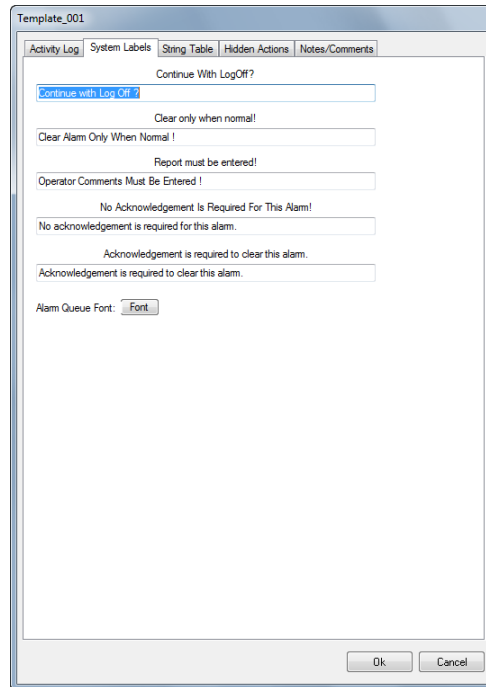 Template_001
Activity Log System Labels String Table Hidden Actions Notes/Comments
Continue With LogOff?
Continue with Log Off ?
Clear only when normal!
Clear Alarm Only When Normal !
Report must be entered!
Operator Comments Must Be Entered !
No Acknowledgement Is Required For This Alarm!
No acknowledgement is required for this alarm.
Acknowledgement is required to clear this alarm.
Acknowledgement is required to clear this alarm.
Alarm Queue Font: Font
Ok Cancel